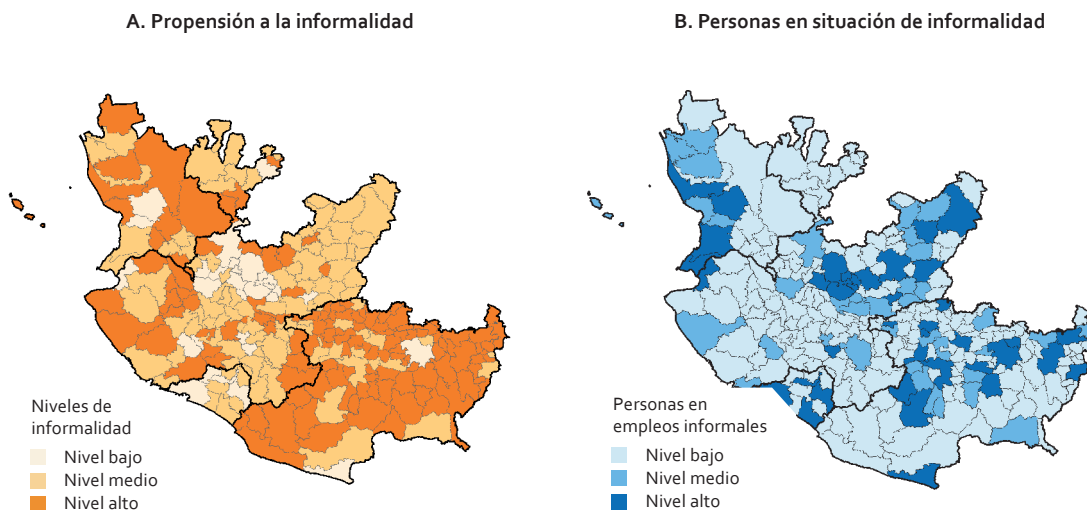 A. Propensión a la informalidad
Niveles de
informalidad
Nivel bajo
Nivel medio
Nivel alto
B. Personas en situación de informalidad
Personas en
empleos informales
Nivel bajo
Nivel medio
Nivel alto